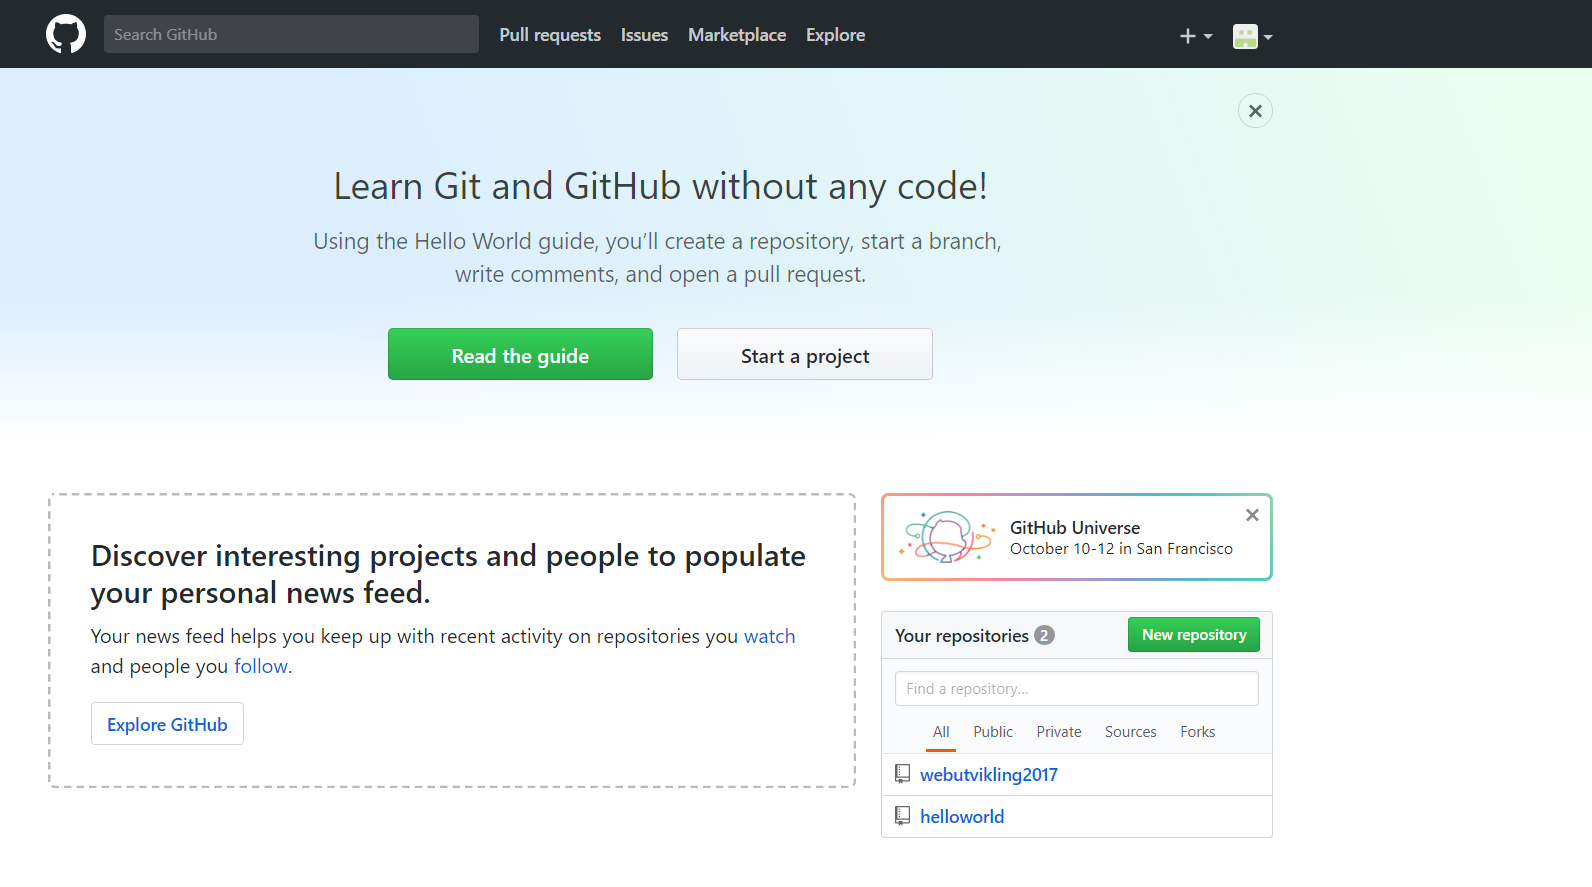 Search GitHub
Pull requests Issues Marketplace Explore
Learn Git and GitHub without any code!
Using the Hello World guide, you’ll create a repository, start a branch,
write comments, and open a pull request.
Read the guide
Start a project
Discover interesting projects and people to populate
your personal news feed.
Your news feed helps you keep up with recent activity on repositories you watch
and people you follow.
Explore GitHub
GitHub Universe
October 10-12 in San Francisco
Your repositories 2
New repository
Find a repository...
All Public Private Sources Forks
webutvikling2017
helloworld